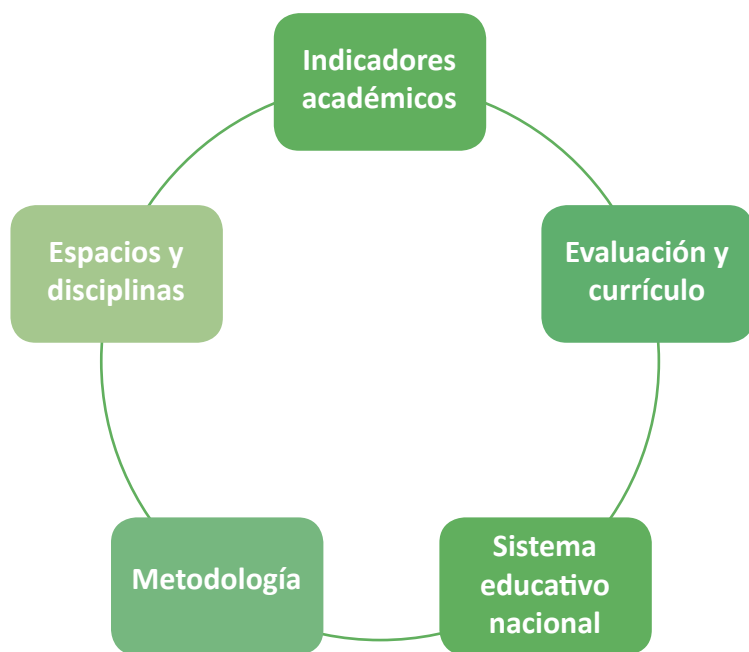 Indicadores
académicos
Espacios y
disciplinas
Evaluación y
currículo
Metodología
Sistema
educativo
nacional